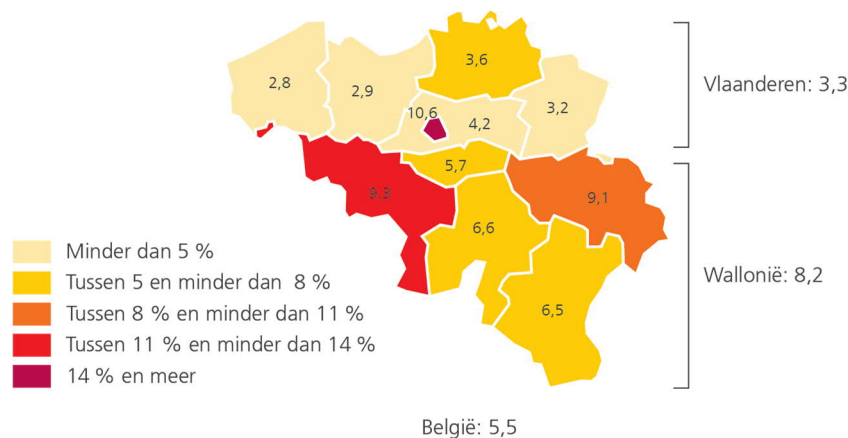 3,6
2,8
2,9
3,2
Vlaanderen: 3,3
10,6
4,2
5,7
9.3
9,1
6,6
Minder dan 5 %
Tussen 5 en minder dan 8 %
Wallonië: 8,2
Tussen 8 % en minder dan 11 %
6,5
Tussen 11 % en minder dan 14 %
14 % en meer
België: 5,5